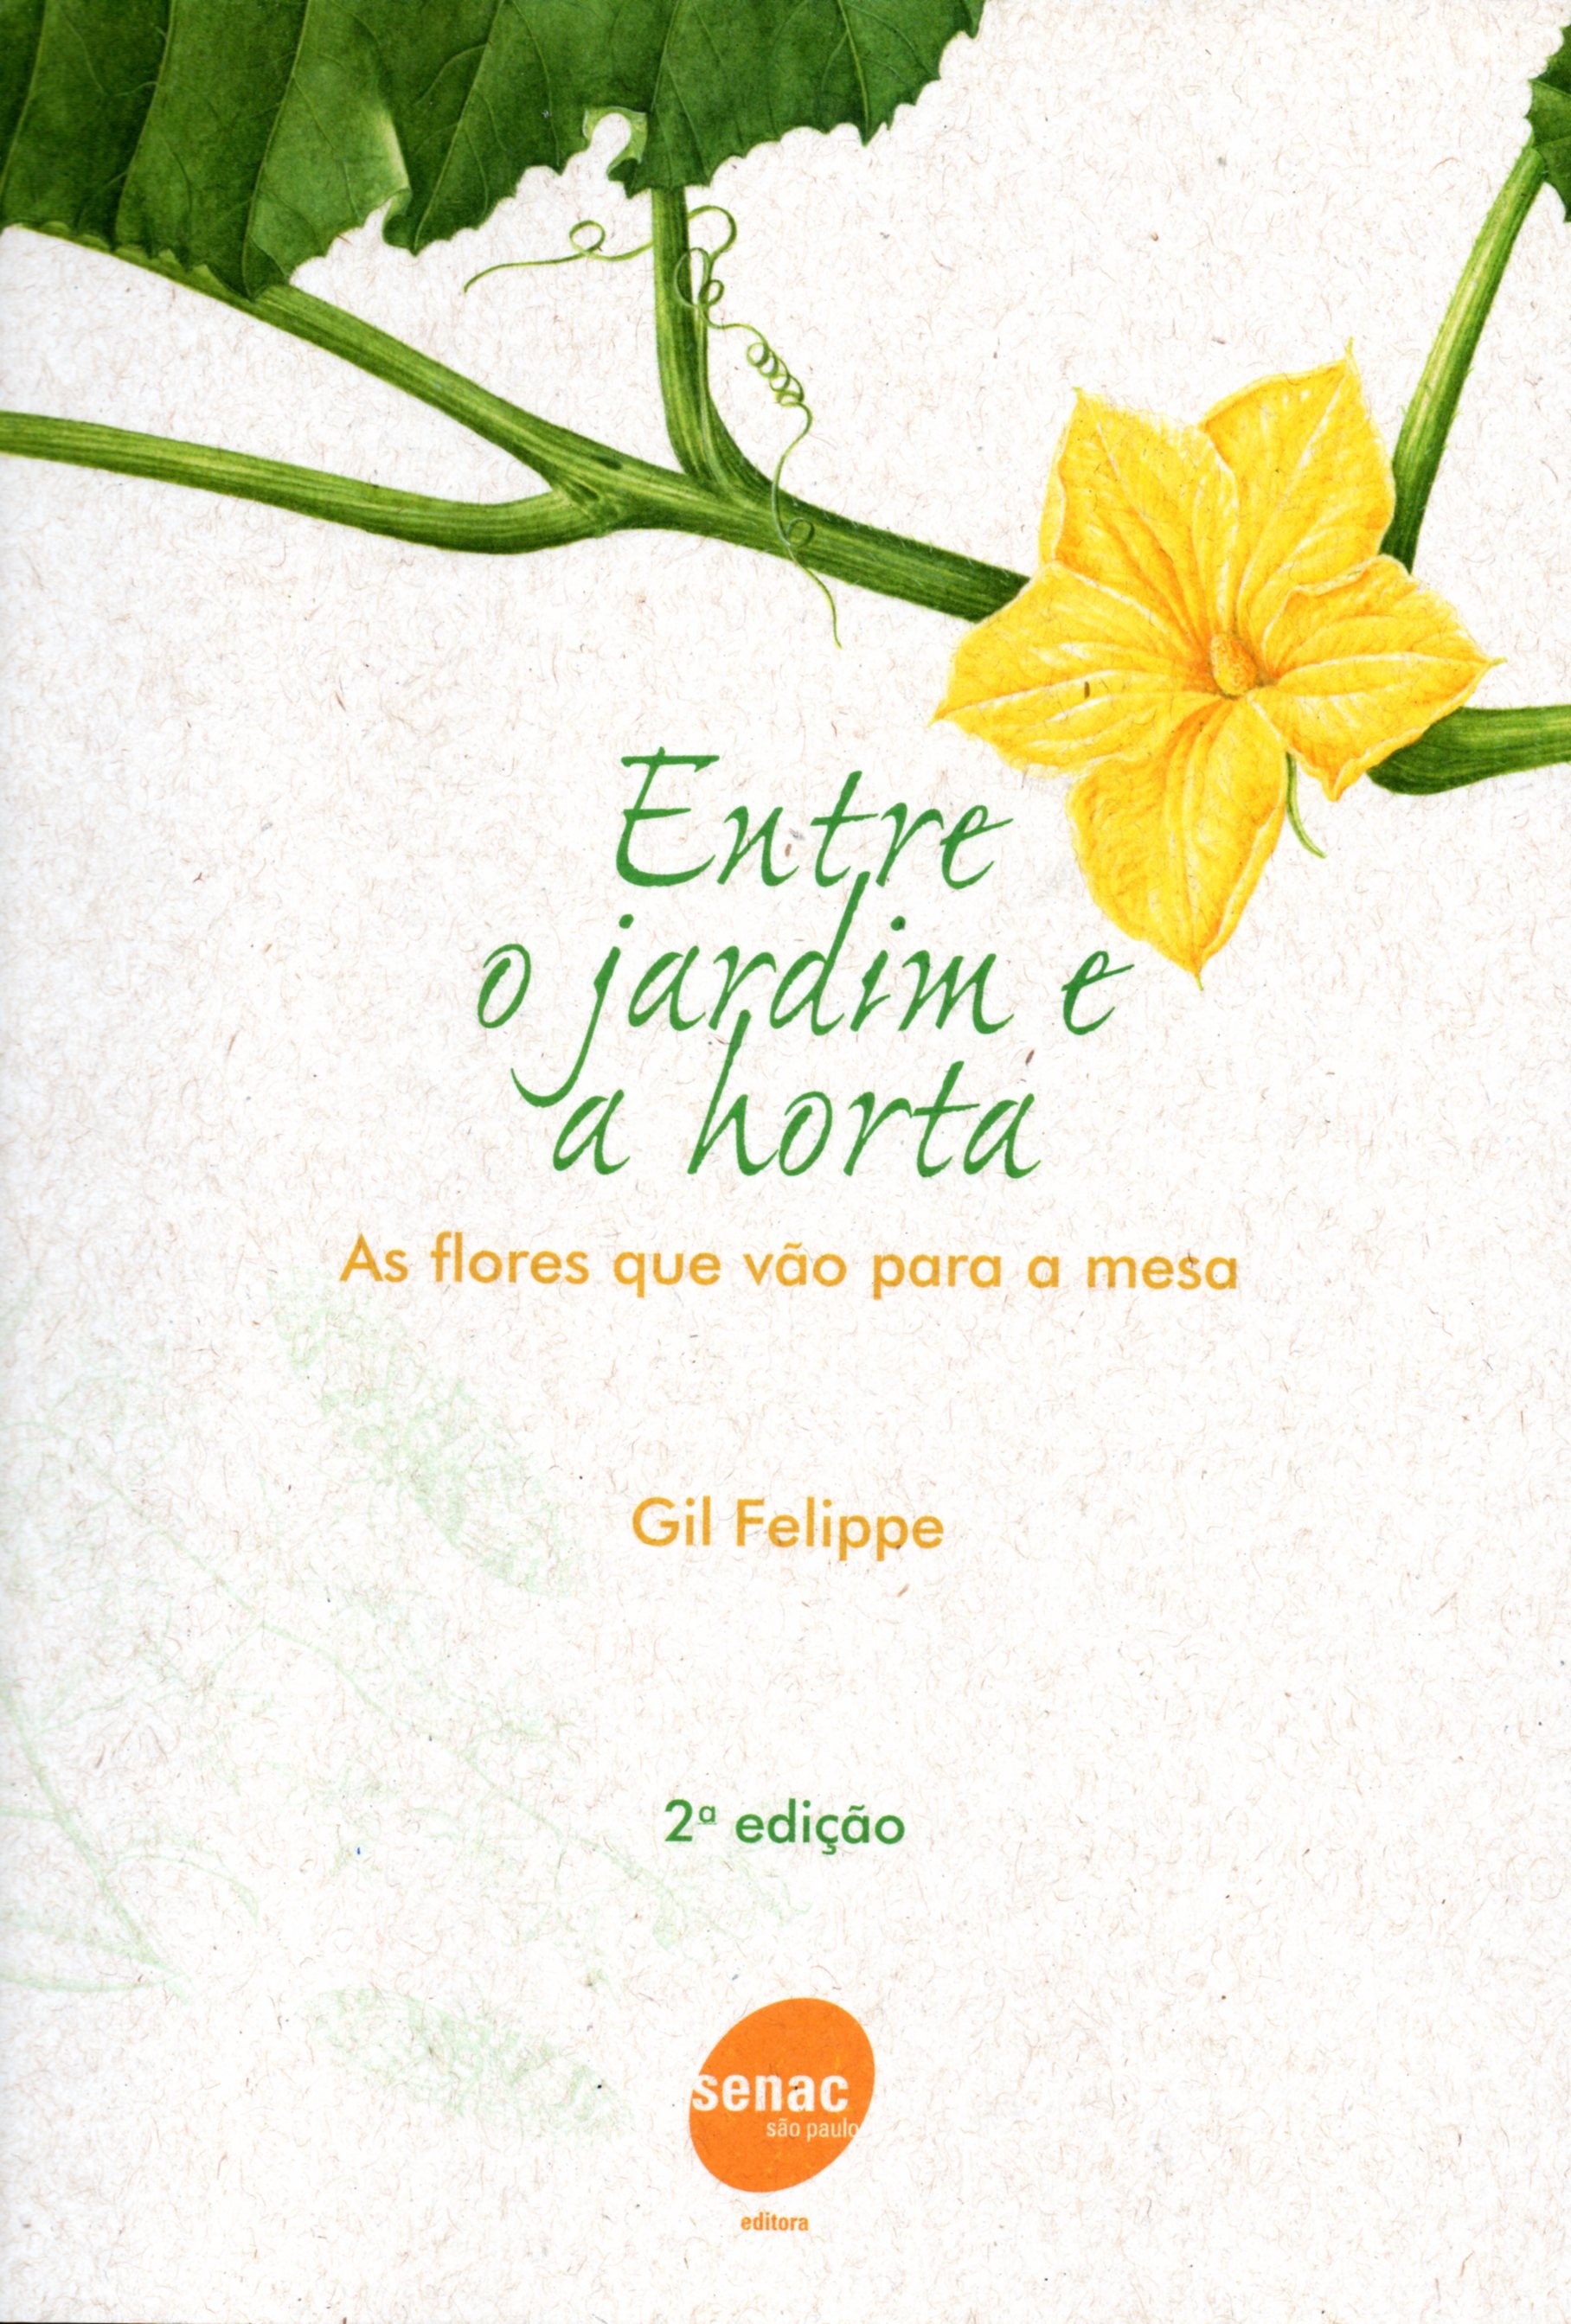 Entre
o jardim e
a horta
As flores que vão para a mesa
Gil Felippe
2ª edição
senac
são paulo
editora